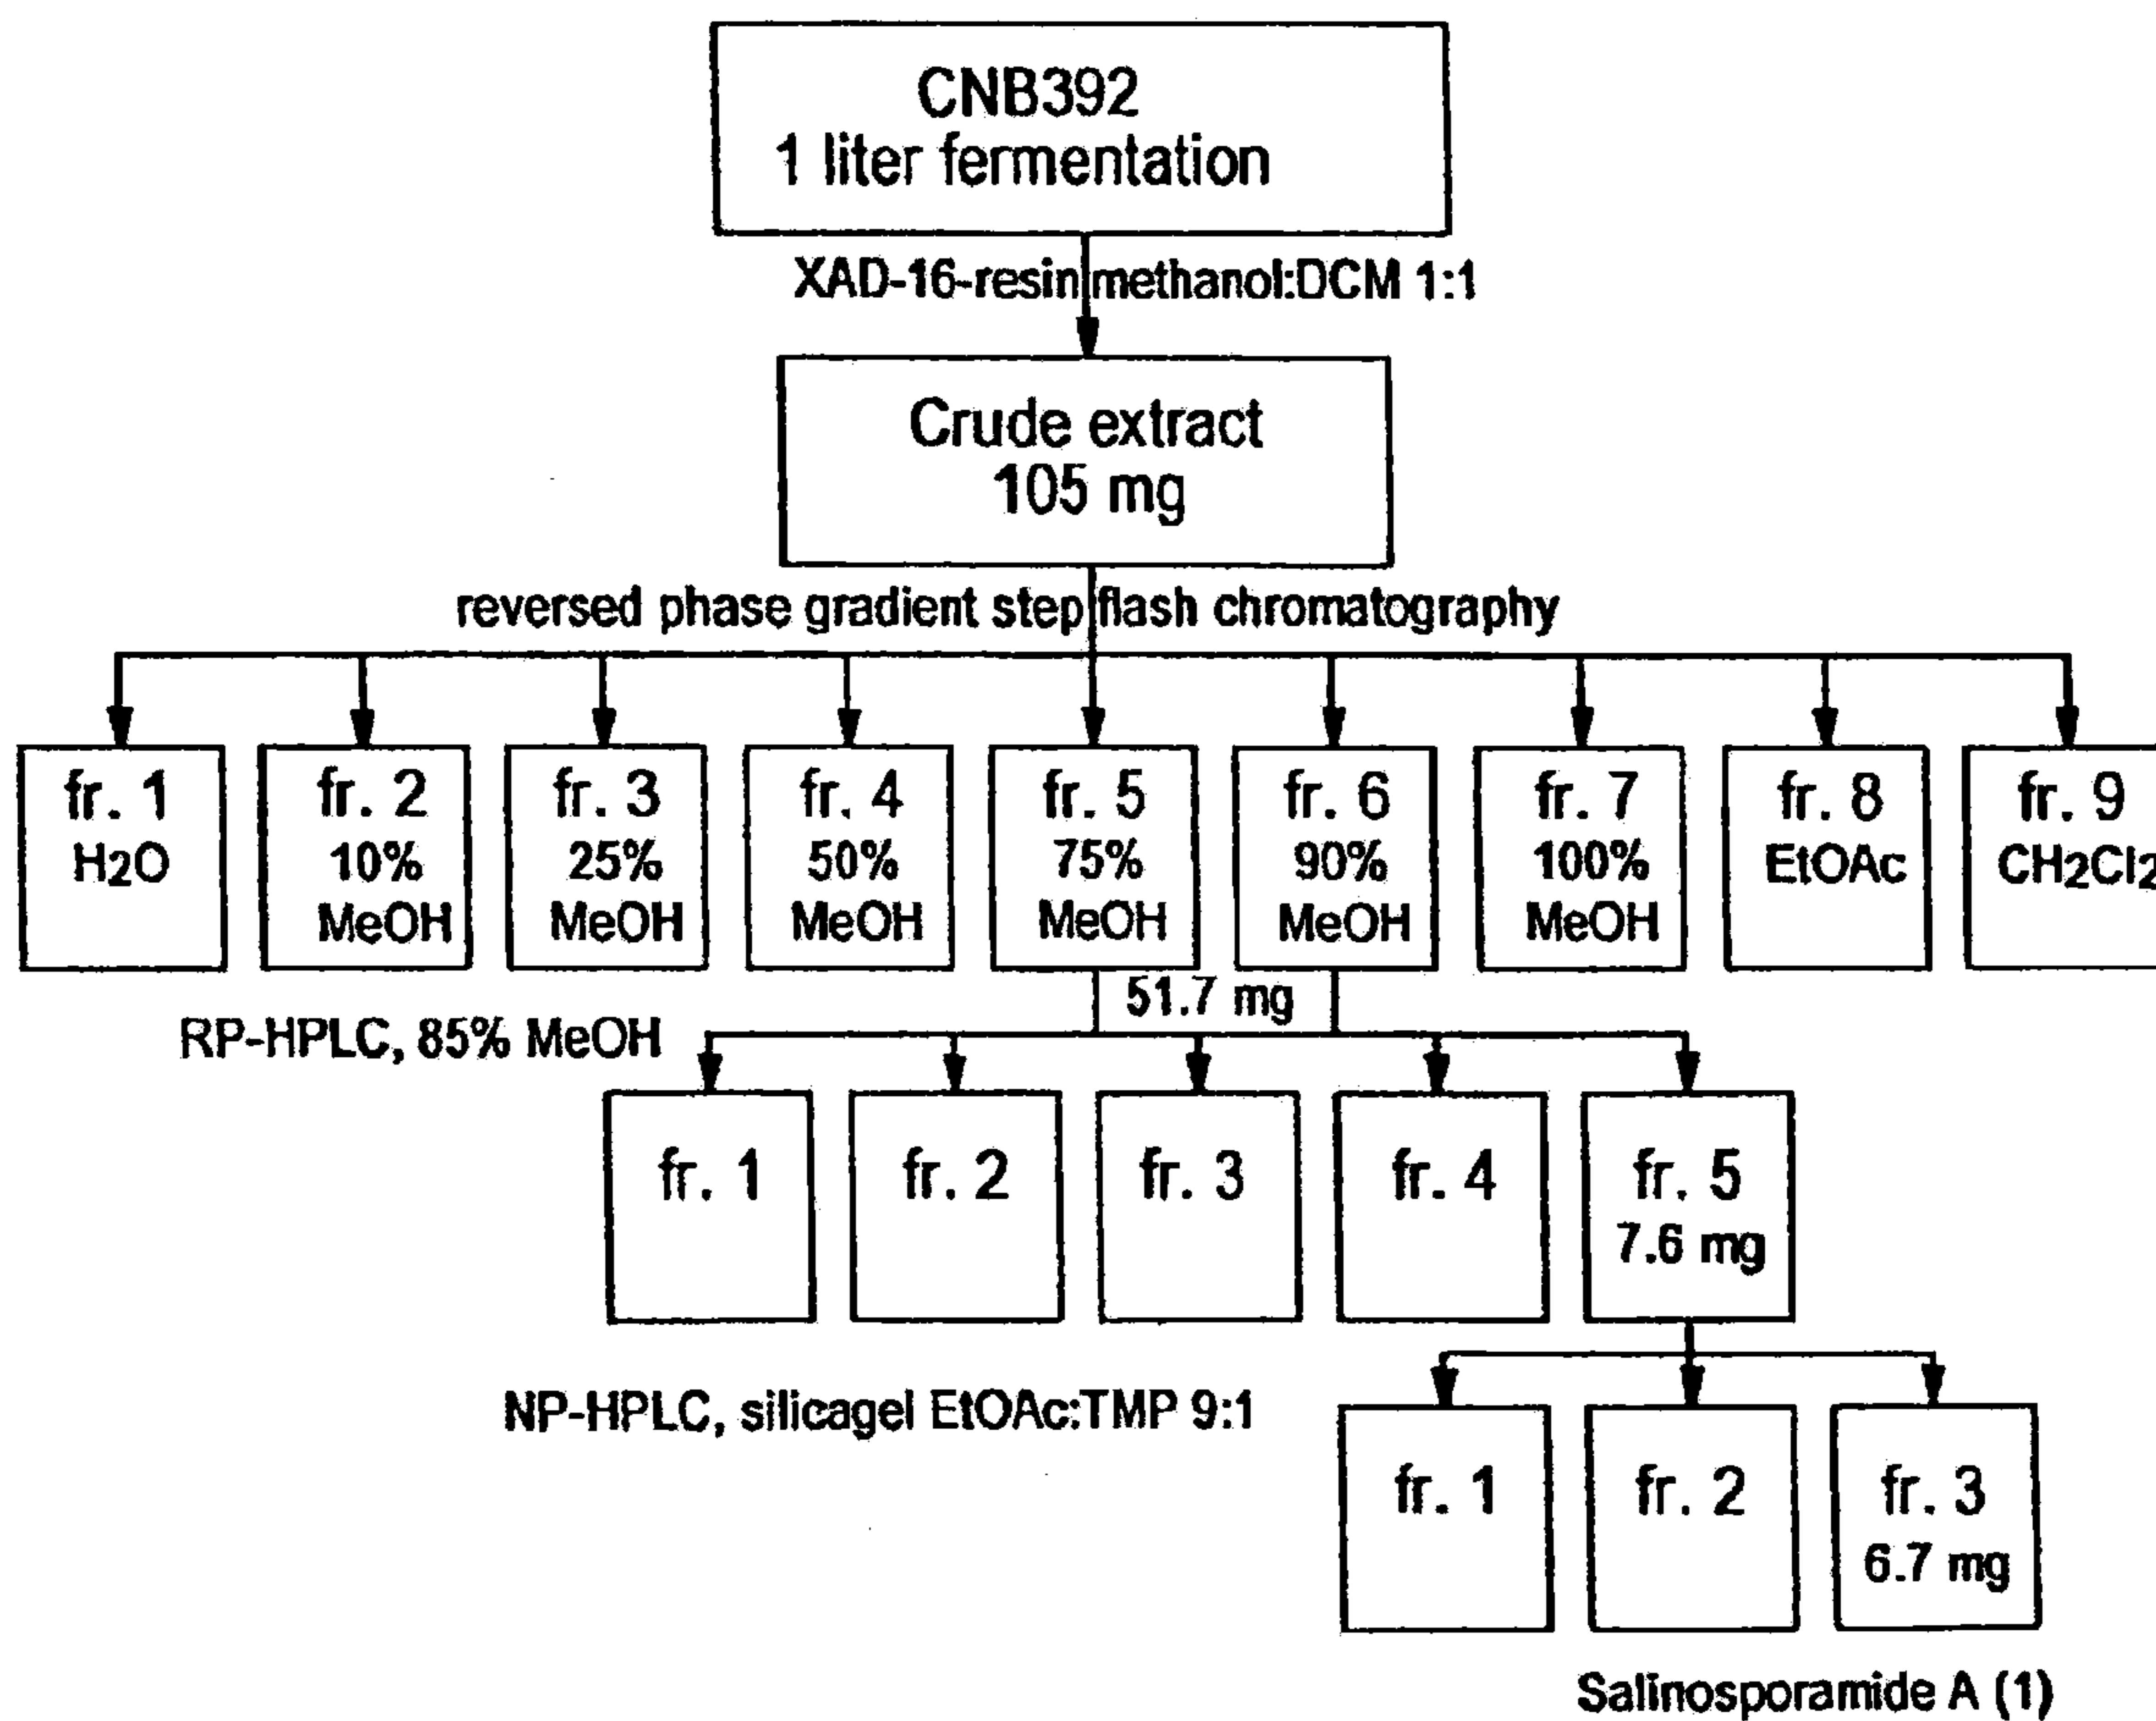 CNB392
1 liter fermentation
XAD-16-resin methanol:DCM 1:1
Crude extract
105 mg
reversed phase gradient step flash chromatography
fr. 1
H2O
fr. 2
10%
MeOH
fr. 3
25%
MeOH
fr. 4
50%
MeOH
fr. 5
75%
MeOH
fr. 6
90%
MeOH
fr. 7
100%
MeOH
fr. 8
EtOAc
fr. 9
CH2Cl2
51.7 mg
RP-HPLC, 85% MeOH
fr. 1
fr. 2
fr. 3
fr. 4
fr. 5
7.6 mg
NP-HPLC, silicagel EtOAc:TMP 9:1
fr. 1
fr. 2
fr. 3
6.7 mg
Salinosporamide A (1)